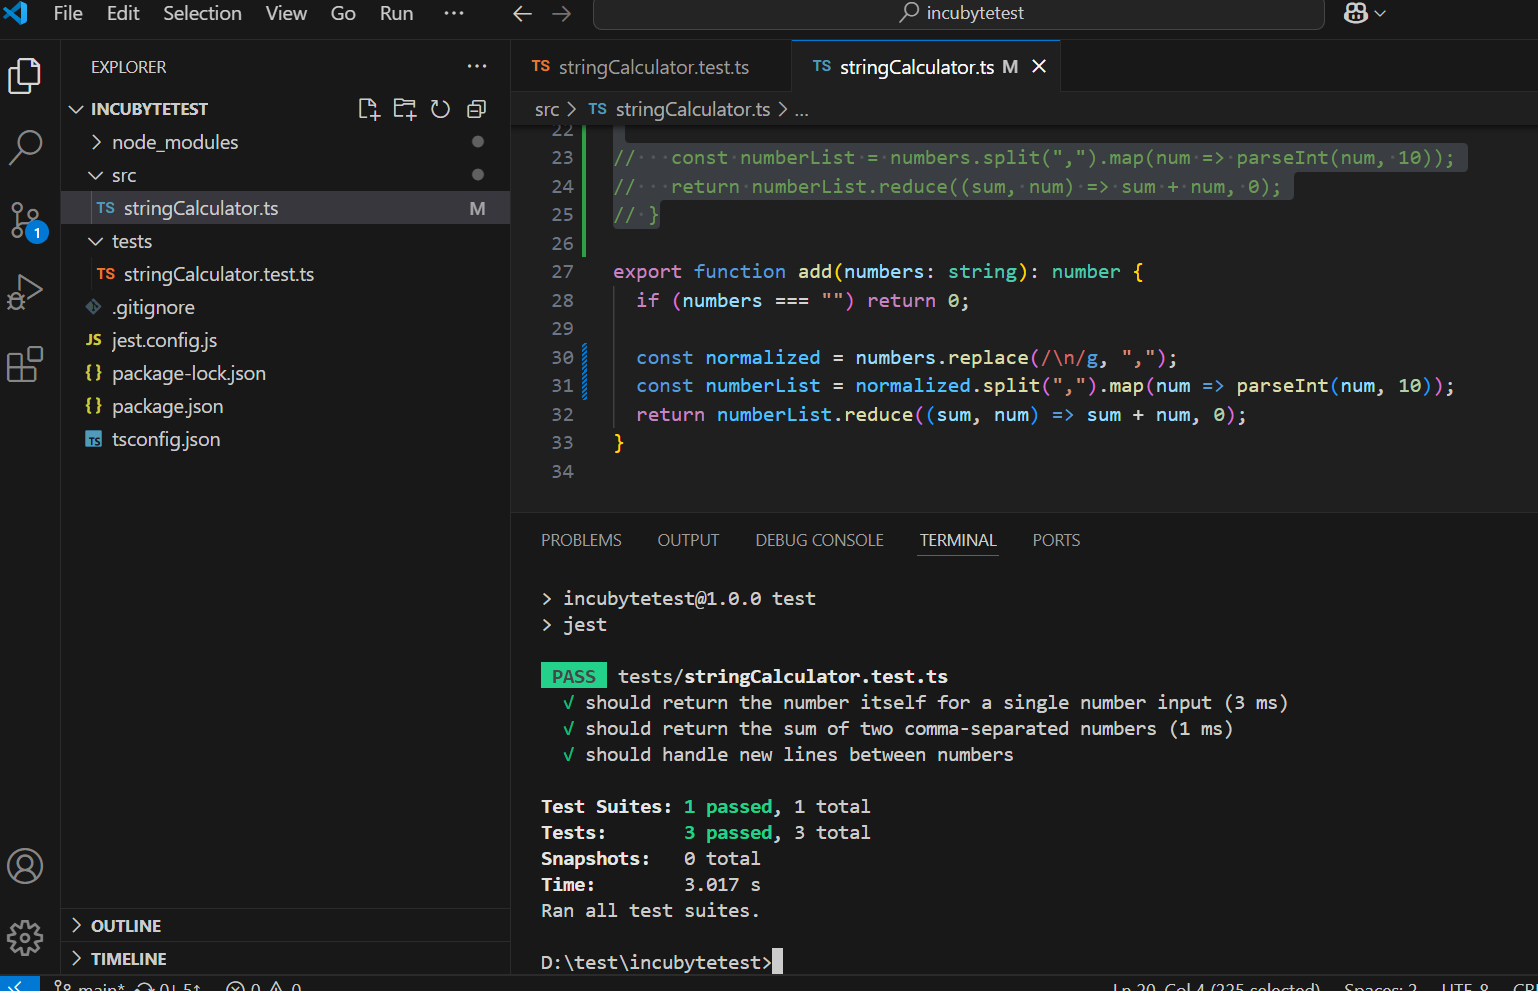 File Edit Selection View Go Run ··· incubytetest
EXPLORER ···
INCUBYTETEST
node_modules
src
TS stringCalculator.ts M
tests
TS stringCalculator.test.ts
.gitignore
JS jest.config.js
{} package-lock.json
{} package.json
TS tsconfig.json
OUTLINE
TIMELINE
1
TS stringCalculator.test.ts TS stringCalculator.ts M
src > TS stringCalculator.ts > ...
22
23 // const numberList = numbers.split(",").map(num => parseInt(num, 10));
24 // return numberList.reduce((sum, num) => sum + num, 0);
25 // }
26
27 export function add(numbers: string): number {
28 if (numbers === "") return 0;
29
30 const normalized = numbers.replace(/\n/g, ",");
31 const numberList = normalized.split(",").map(num => parseInt(num, 10));
32 return numberList.reduce((sum, num) => sum + num, 0);
33 }
34
PROBLEMS OUTPUT DEBUG CONSOLE TERMINAL PORTS
> incubytetest@1.0.0 test
> jest
PASS tests/stringCalculator.test.ts
√ should return the number itself for a single number input (3 ms)
√ should return the sum of two comma-separated numbers (1 ms)
√ should handle new lines between numbers
Test Suites: 1 passed, 1 total
Tests: 3 passed, 3 total
Snapshots: 0 total
Time: 3.017 s
Ran all test suites.
D:\test\incubytetest>
main* 0↓ 5↑ 0 0 Ln 20, Col 4 (225 selected) Spaces: 2 UTF-8